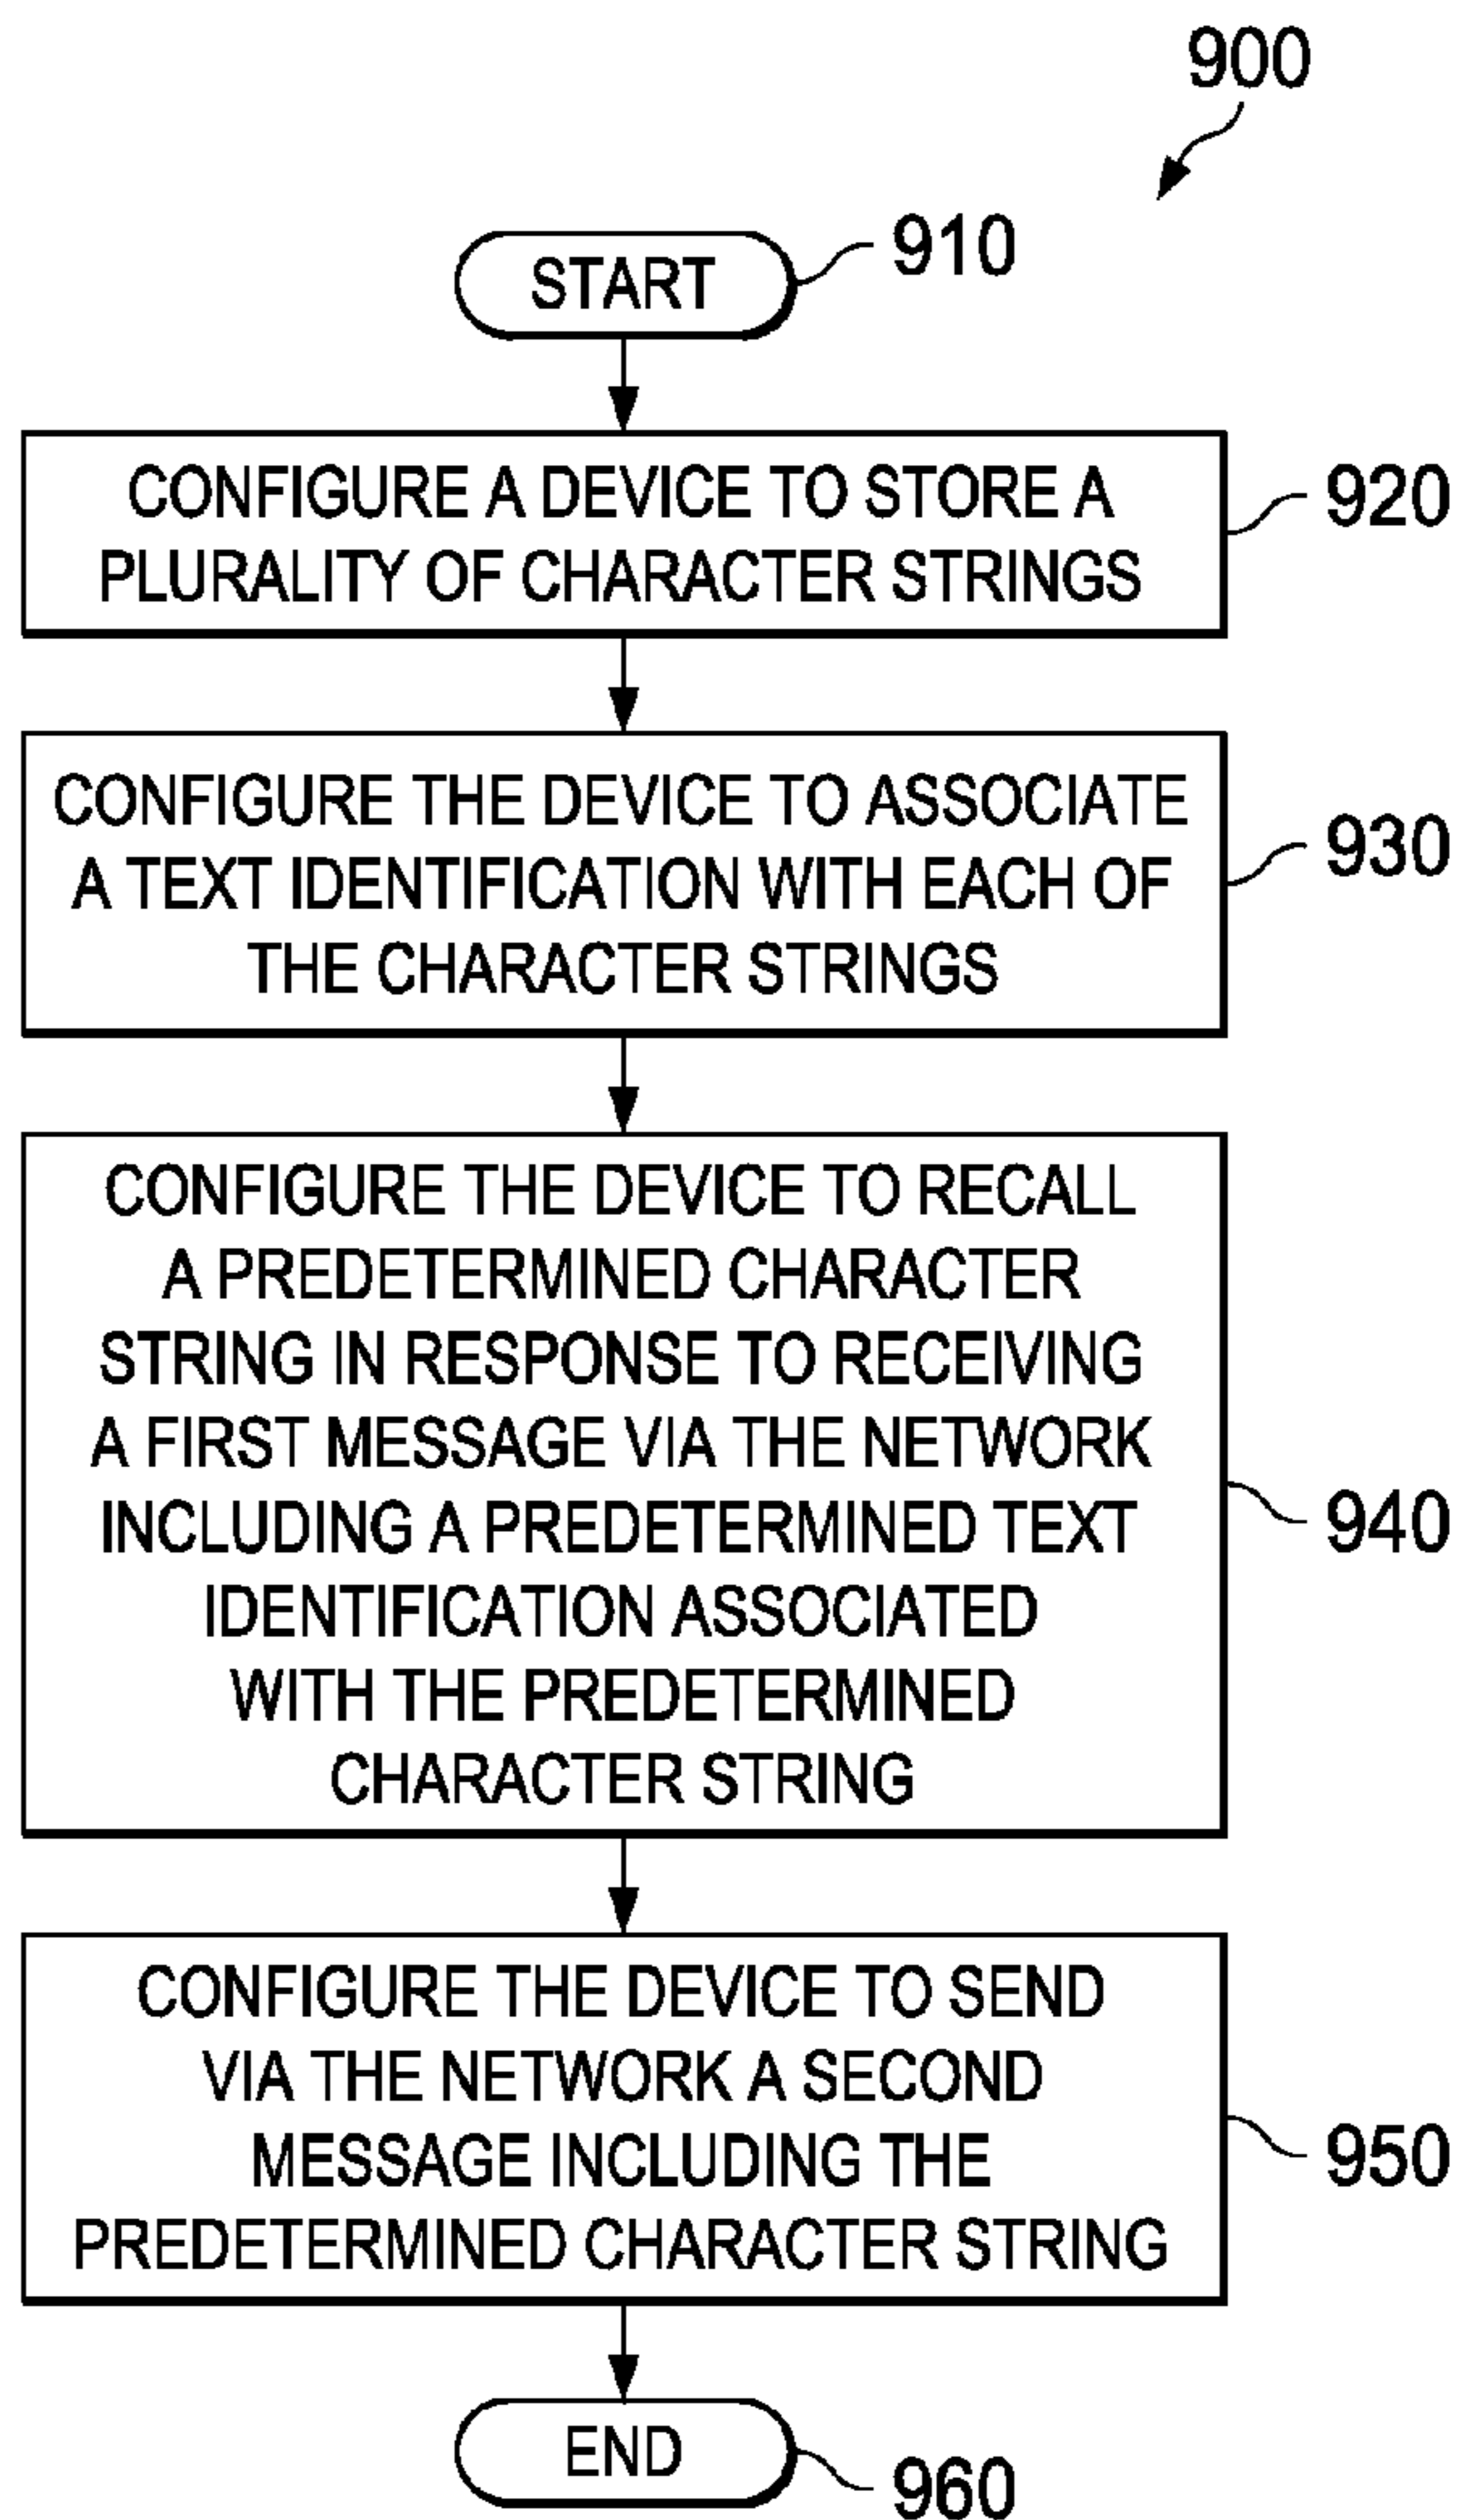 900
START
910
CONFIGURE A DEVICE TO STORE A
PLURALITY OF CHARACTER STRINGS
920
CONFIGURE THE DEVICE TO ASSOCIATE
A TEXT IDENTIFICATION WITH EACH OF
THE CHARACTER STRINGS
930
CONFIGURE THE DEVICE TO RECALL
A PREDETERMINED CHARACTER
STRING IN RESPONSE TO RECEIVING
A FIRST MESSAGE VIA THE NETWORK
INCLUDING A PREDETERMINED TEXT
IDENTIFICATION ASSOCIATED
WITH THE PREDETERMINED
CHARACTER STRING
940
CONFIGURE THE DEVICE TO SEND
VIA THE NETWORK A SECOND
MESSAGE INCLUDING THE
PREDETERMINED CHARACTER STRING
950
END
960